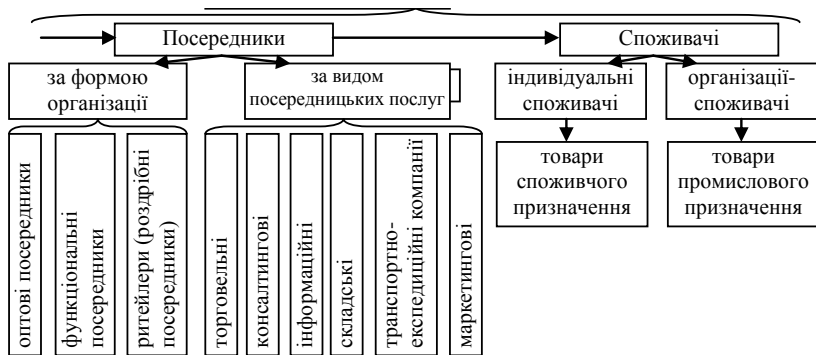 Посередники
Споживачі
за формою
організації
за видом
посередницьких послуг
індивідуальні
споживачі
організації-
споживачі
оптові посередники
функціональні
посередники
ритейлери (роздрібні
посередники)
торговельні
консалтингові
інформаційні
складські
транспортно-
експедиційні компанії
маркетингові
товари
споживчого
призначення
товари
промислового
призначення